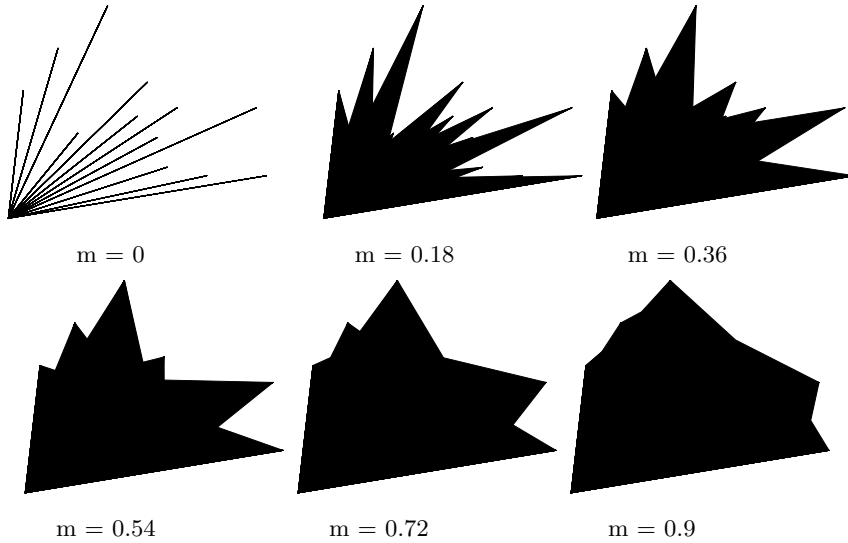 m = 0
m = 0.18
m = 0.36
m = 0.54
m = 0.72
m = 0.9